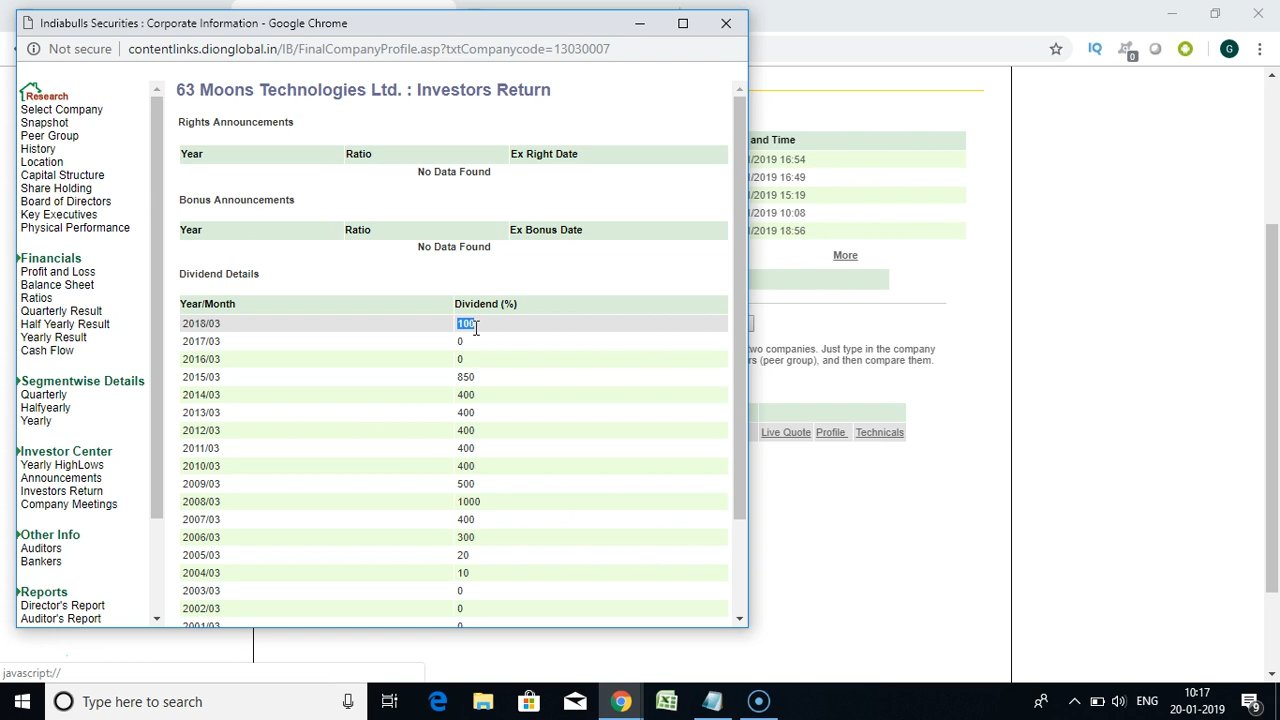 Indiabulls Securities : Corporate Information - Google Chrome
Not secure contentlinks.dionglobal.in/IB/FinalCompanyProfile.asp?txtCompanycode=13030007
IQ
0
G
Research
Select Company
Snapshot
Peer Group
History
Location
Capital Structure
Share Holding
Board of Directors
Key Executives
Physical Performance
Financials
Profit and Loss
Balance Sheet
Ratios
Quarterly Result
Half Yearly Result
Yearly Result
Cash Flow
Segmentwise Details
Quarterly
Halfyearly
Yearly
Investor Center
Yearly HighLows
Announcements
Investors Return
Company Meetings
Other Info
Auditors
Bankers
Reports
Director's Report
Auditor's Report
63 Moons Technologies Ltd. : Investors Return
Rights Announcements
Year Ratio Ex Right Date
No Data Found
Bonus Announcements
Year Ratio Ex Bonus Date
No Data Found
Dividend Details
Year/Month Dividend (%)
2018/03 100
2017/03 0
2016/03 0
2015/03 850
2014/03 400
2013/03 400
2012/03 400
2011/03 400
2010/03 400
2009/03 500
2008/03 1000
2007/03 400
2006/03 300
2005/03 20
2004/03 10
2003/03 0
2002/03 0
2001/03 0
and Time
/2019 16:54
/2019 16:49
/2019 15:19
/2019 10:08
/2019 18:56
More
two companies. Just type in the company
rs (peer group), and then compare them.
Live Quote Profile Technicals
javascript://
Type here to search
ENG
10:17
20-01-2019
9